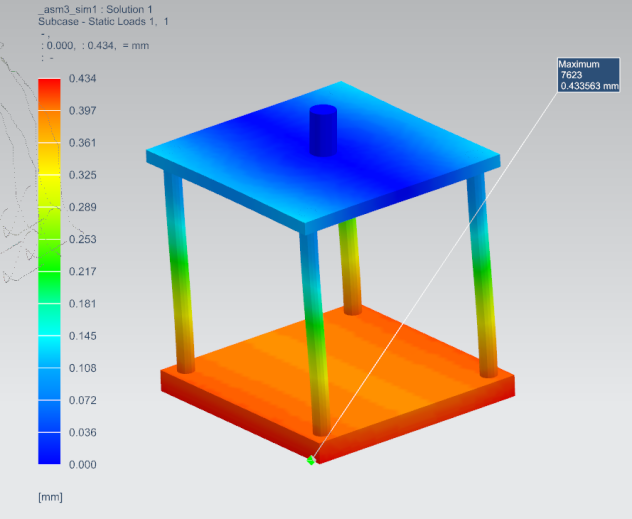 _asm3_sim1 : Solution 1
Subcase - Static Loads 1, 1
- ,
: 0.000, : 0.434, = mm
: -
0.434
0.397
0.361
0.325
0.289
0.253
0.217
0.181
0.145
0.108
0.072
0.036
0.000
[mm]
Maximum
7623
0.433563 mm